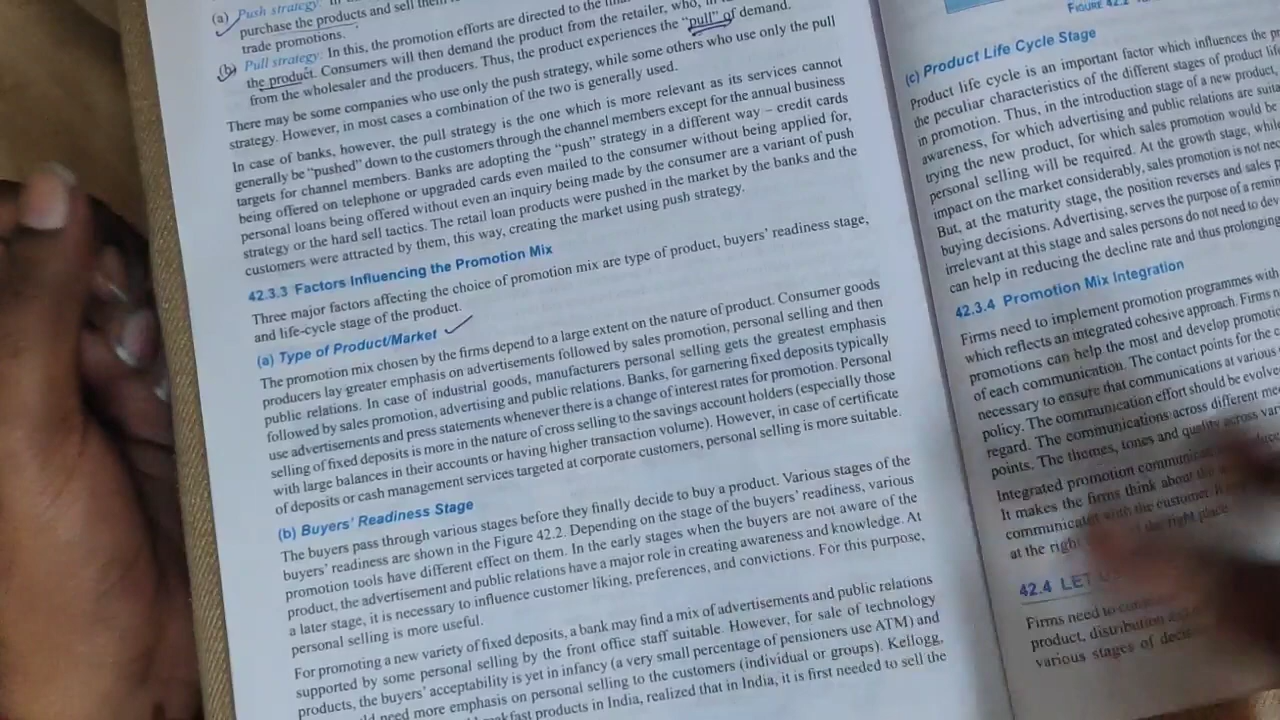 (a) Push strategy: In
purchase the products and sell them
trade promotions.
(b) Pull strategy: In this, the promotion efforts are directed to the
the product. Consumers will then demand the product from the retailer, who, in
from the wholesaler and the producers. Thus, the product experiences the "pull" of demand.
There may be some companies who use only the push strategy, while some others who use only the pull
strategy. However, in most cases a combination of the two is generally used.
In case of banks, however, the pull strategy is the one which is more relevant as its services cannot
generally be "pushed" down to the customers through the channel members except for the annual business
targets for channel members. Banks are adopting the "push" strategy in a different way – credit cards
being offered on telephone or upgraded cards even mailed to the consumer without being applied for,
personal loans being offered without even an inquiry being made by the consumer are a variant of push
strategy or the hard sell tactics. The retail loan products were pushed in the market by the banks and the
customers were attracted by them, this way, creating the market using push strategy.
42.3.3 Factors Influencing the Promotion Mix
Three major factors affecting the choice of promotion mix are type of product, buyers' readiness stage,
and life-cycle stage of the product.
(a) Type of Product/Market
The promotion mix chosen by the firms depend to a large extent on the nature of product. Consumer goods
producers lay greater emphasis on advertisements followed by sales promotion, personal selling and then
public relations. In case of industrial goods, manufacturers personal selling gets the greatest emphasis
followed by sales promotion, advertising and public relations. Banks, for garnering fixed deposits typically
use advertisements and press statements whenever there is a change of interest rates for promotion. Personal
selling of fixed deposits is more in the nature of cross selling to the savings account holders (especially those
with large balances in their accounts or having higher transaction volume). However, in case of certificate
of deposits or cash management services targeted at corporate customers, personal selling is more suitable.
(b) Buyers' Readiness Stage
The buyers pass through various stages before they finally decide to buy a product. Various stages of the
buyers' readiness are shown in the Figure 42.2. Depending on the stage of the buyers' readiness, various
promotion tools have different effect on them. In the early stages when the buyers are not aware of the
product, the advertisement and public relations have a major role in creating awareness and knowledge. At
a later stage, it is necessary to influence customer liking, preferences, and convictions. For this purpose,
personal selling is more useful.
For promoting a new variety of fixed deposits, a bank may find a mix of advertisements and public relations
supported by some personal selling by the front office staff suitable. However, for sale of technology
products, the buyers' acceptability is yet in infancy (a very small percentage of pensioners use ATM) and
need more emphasis on personal selling to the customers (individual or groups). Kellogg,
products in India, realized that in India, it is first needed to sell the
FIGURE 42.2
(c) Product Life Cycle Stage
Product life cycle is an important factor which influences the
the peculiar characteristics of the different stages of product
in promotion. Thus, in the introduction stage of a new product,
awareness, for which advertising and public relations are
trying the new product, for which sales promotion would be
personal selling will be required. At the growth stage,
impact on the market considerably, sales promotion is not
But, at the maturity stage, the position reverses and sales
buying decisions. Advertising, serves the purpose of a
irrelevant at this stage and sales persons do not need to
can help in reducing the decline rate and thus prolonging
42.3.4 Promotion Mix Integration
Firms need to implement promotion programmes with
which reflect an integrated cohesive approach. Firms
promotions can help the most and develop
of each communication. The contact points for the
necessary to ensure that communications at various
policy. The communication effort should be
regard. The communications across different
points. The themes, tones and quality across
Integrated promotion
It makes the firms think about the
with the customer.
at the right the right place
42.4 LET
Firms need to
product, distribution
various stages of